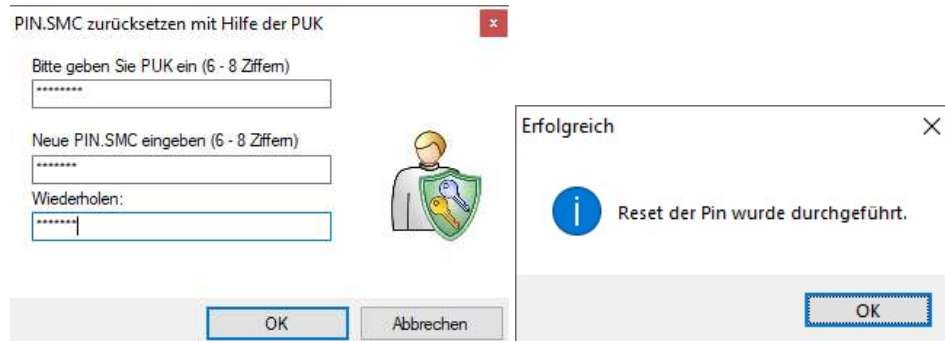 PIN.SMC zurücksetzen mit Hilfe der PUK
x
Bitte geben Sie PUK ein (6 - 8 Ziffern)
********
Neue PIN.SMC eingeben (6 - 8 Ziffern)
*******
Wiederholen:
*******
OK
Abbrechen
Erfolgreich
Reset der Pin wurde durchgeführt.
OK